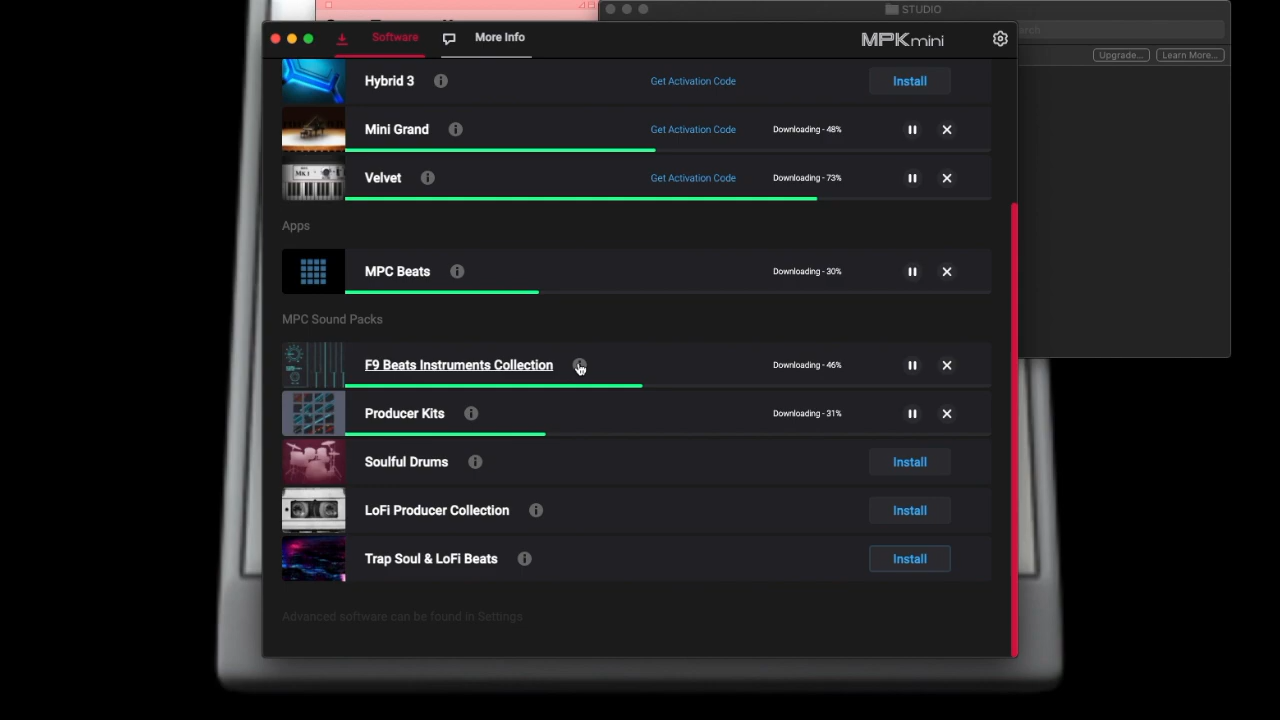 STUDIO
Software
More Info
MPKmini
Upgrade...
Learn More...
Hybrid 3
Get Activation Code
Install
Mini Grand
Get Activation Code
Downloading - 48%
Velvet
Get Activation Code
Downloading - 73%
Apps
MPC Beats
Downloading - 30%
MPC Sound Packs
F9 Beats Instruments Collection
Downloading - 46%
Producer Kits
Downloading - 31%
Soulful Drums
Install
LoFi Producer Collection
Install
Trap Soul & LoFi Beats
Install
Advanced software can be found in Settings